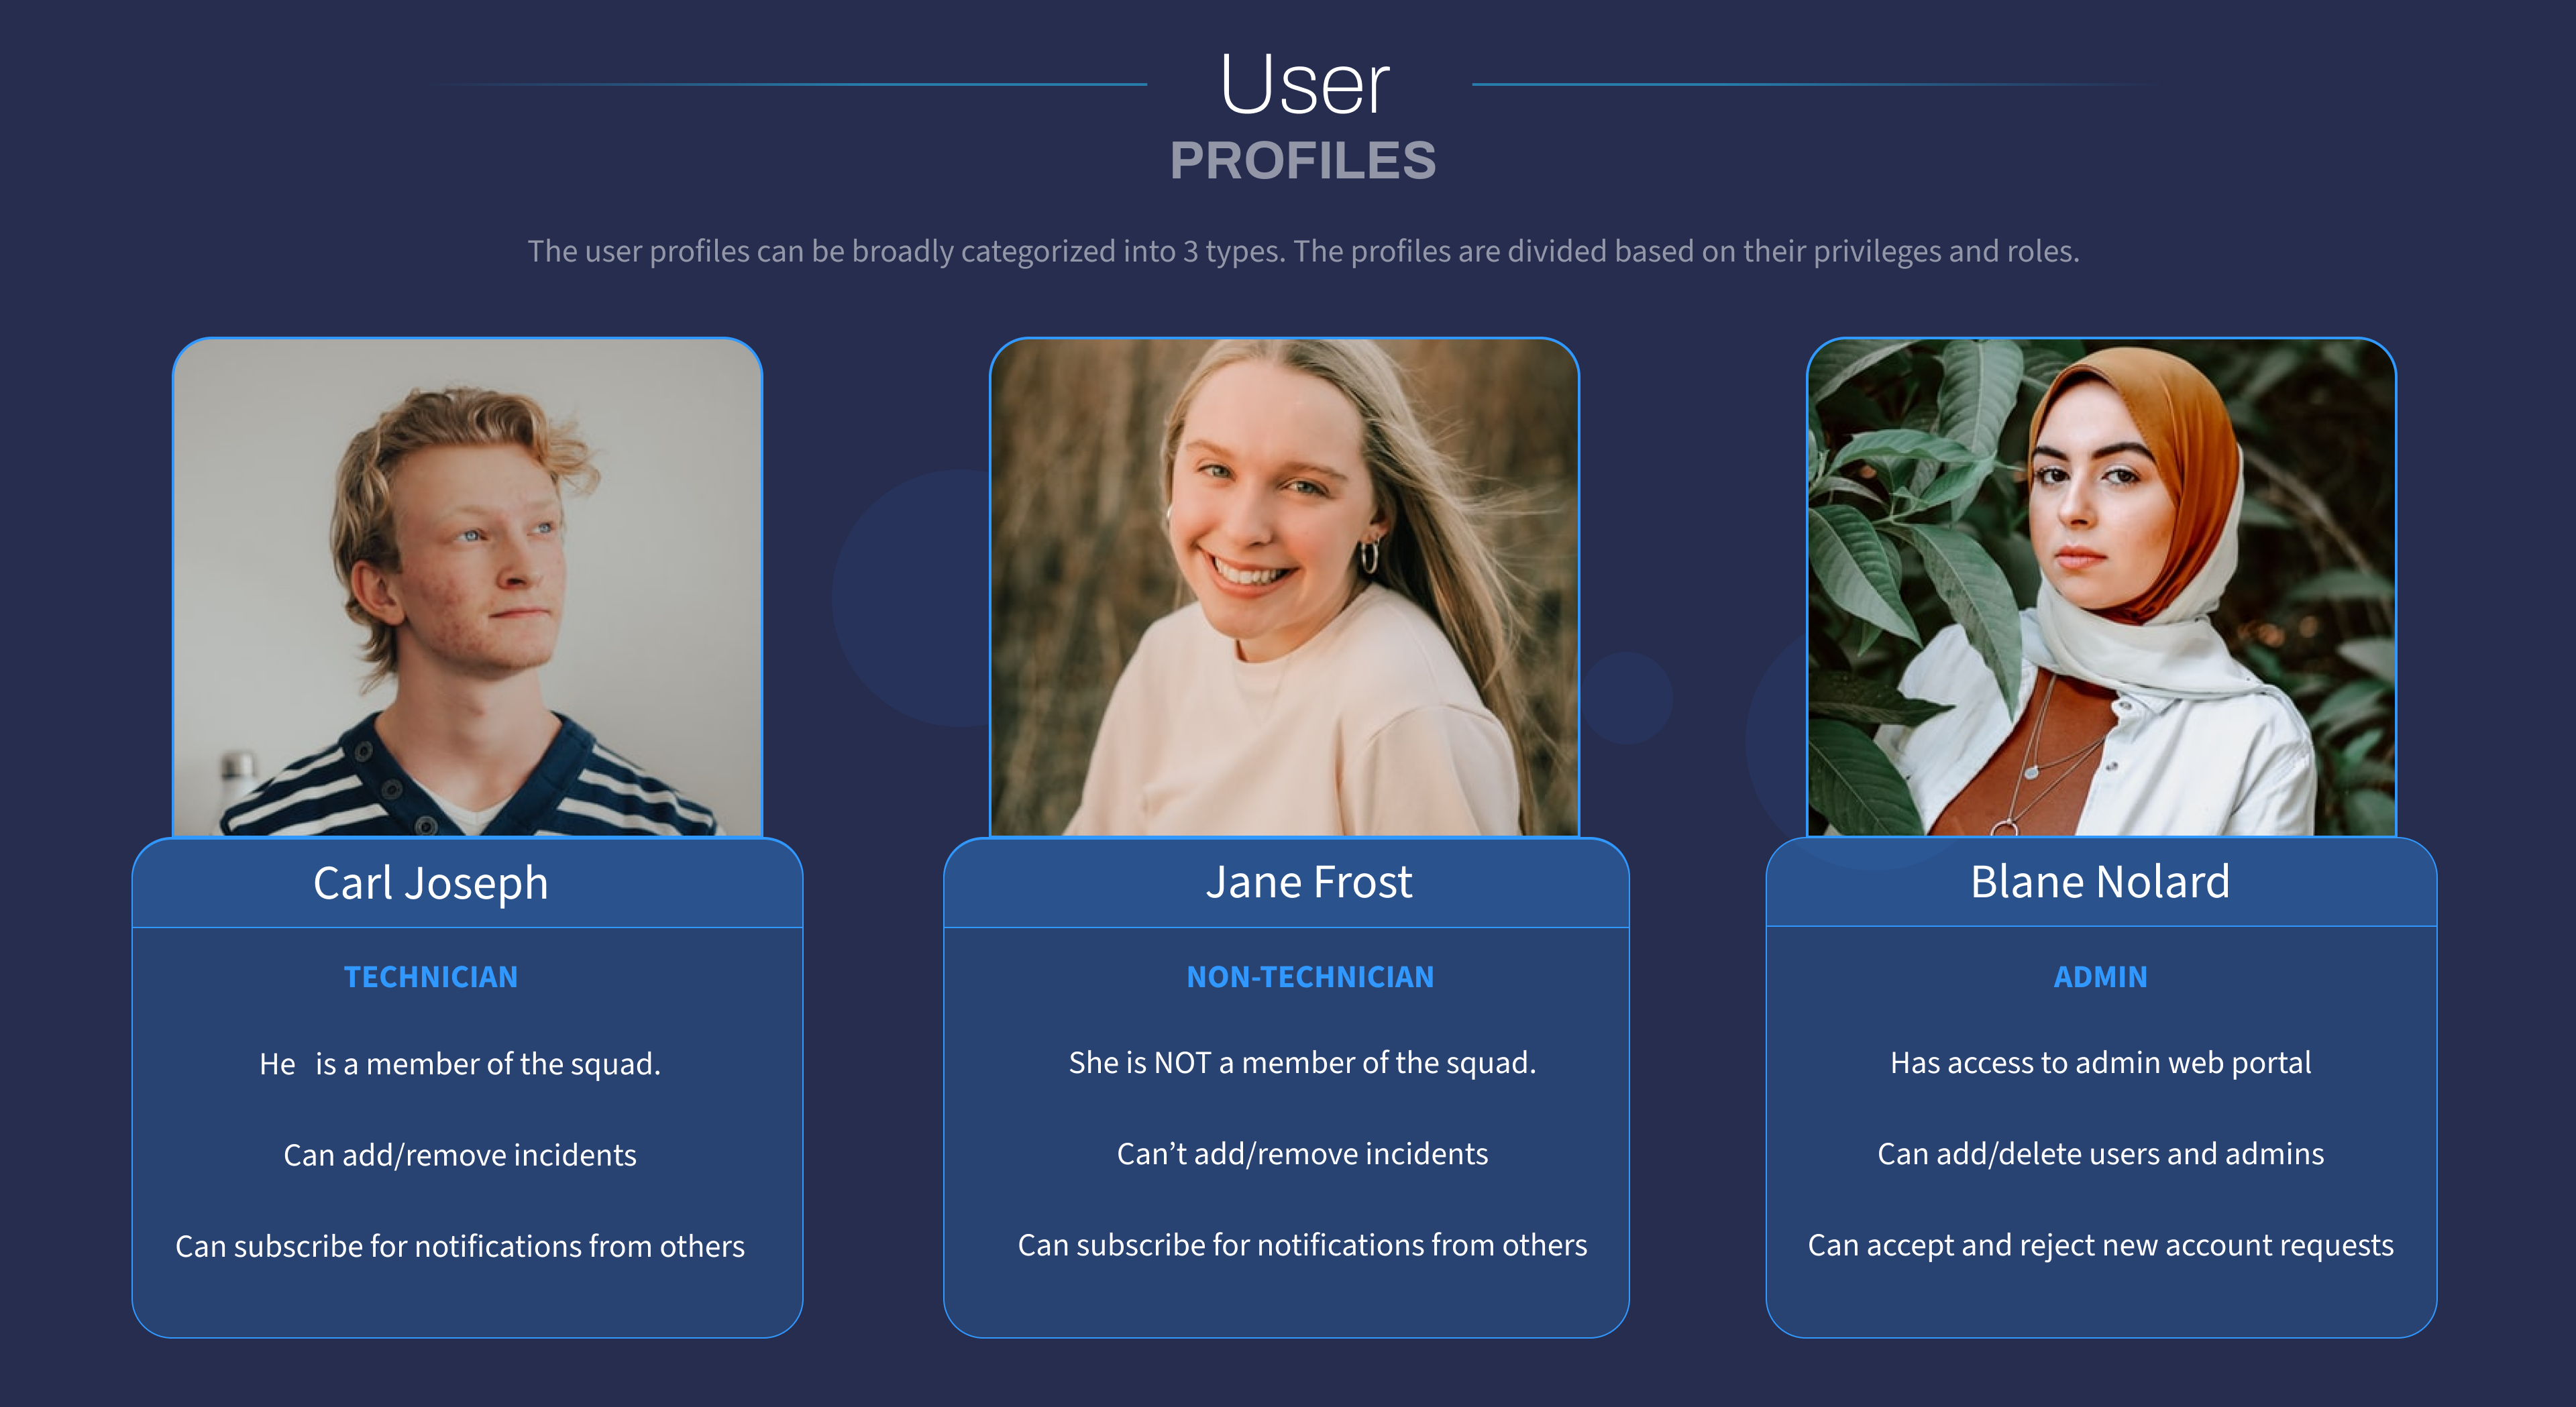 User
PROFILES
The user profiles can be broadly categorized into 3 types. The profiles are divided based on their privileges and roles.
Carl Joseph
TECHNICIAN
He   is a member of the squad.
Can add/remove incidents
Can subscribe for notifications from others
Jane Frost
NON-TECHNICIAN
She is NOT a member of the squad.
Can’t add/remove incidents
Can subscribe for notifications from others
Blane Nolard
ADMIN
Has access to admin web portal
Can add/delete users and admins
Can accept and reject new account requests